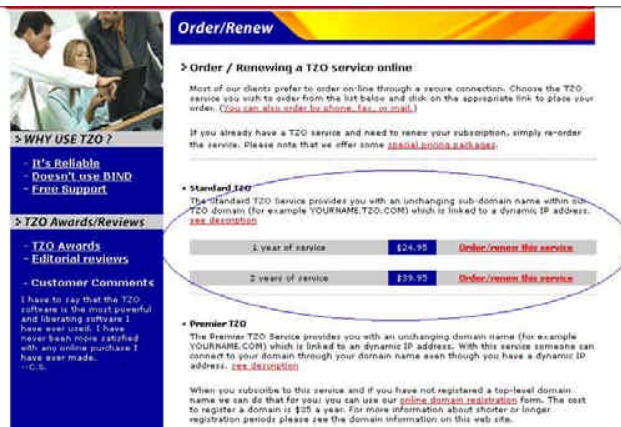 Order/Renew
> Order / Renewing a TZO service online
Most of our clients prefer to order on-line through a secure connection. Choose the TZO
service you wish to order from the list below and click on the appropriate link to place your
order. (You can also order by phone, fax, or mail.)
If you already have a TZO service and need to renew your subscription, simply re-order
the service. Please note that we offer some special pricing packages.
> WHY USE TZO ?
- It's Reliable
- Doesn't use BIND
- Free Support
> TZO Awards/Reviews
- TZO Awards
- Editorial reviews
- Customer Comments
I have to say that the TZO
software is the most powerful
and liberating software I
have ever used. I have
never been more satisfied
with any online purchase I
have ever made.
--C.S.
• Standard TZO
The Standard TZO Service provides you with an unchanging sub-domain name within our
TZO domain (for example YOURNAME.TZO.COM) which is linked to a dynamic IP address.
see description
1 year of service $24.95 Order/renew this service
2 years of service $39.95 Order/renew this service
• Premier TZO
The Premier TZO Service provides you with an unchanging domain name (for example
YOURNAME.COM) which is linked to an dynamic IP address. With this service someone can
connect to your domain through your domain name even though you have a dynamic IP
address. see description
When you subscribe to this service and if you have not registered a top-level domain
name we can do that for you; you can use our online domain registration form. The cost
to register a domain is $35 a year. For more information about shorter or longer
registration periods please see the domain information on this web site.